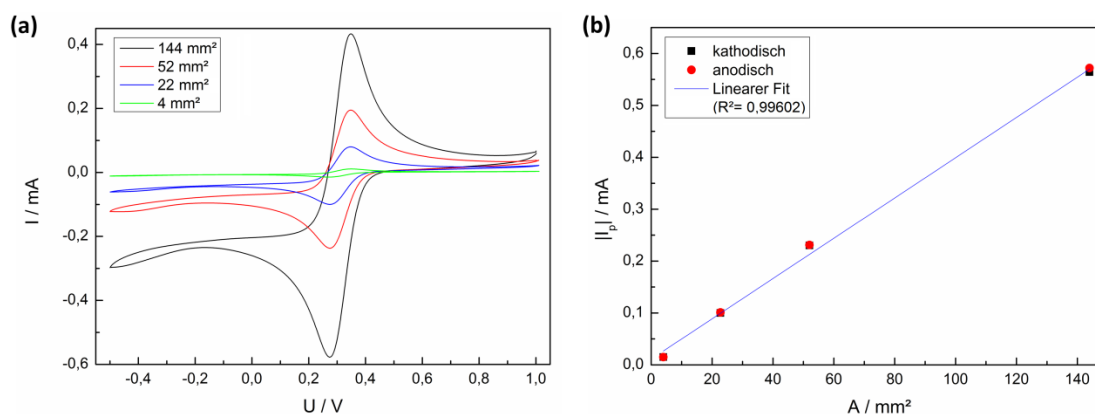 (a)
144 mm²
52 mm²
22 mm²
4 mm²
I / mA
0,4
0,2
0,0
-0,2
-0,4
-0,6
-0,4 -0,2 0,0 0,2 0,4 0,6 0,8 1,0
U / V
(b)
kathodisch
anodisch
Linearer Fit
(R²= 0,99602)
|Iₚ| / mA
0,6
0,5
0,4
0,3
0,2
0,1
0,0
0 20 40 60 80 100 120 140
A / mm²